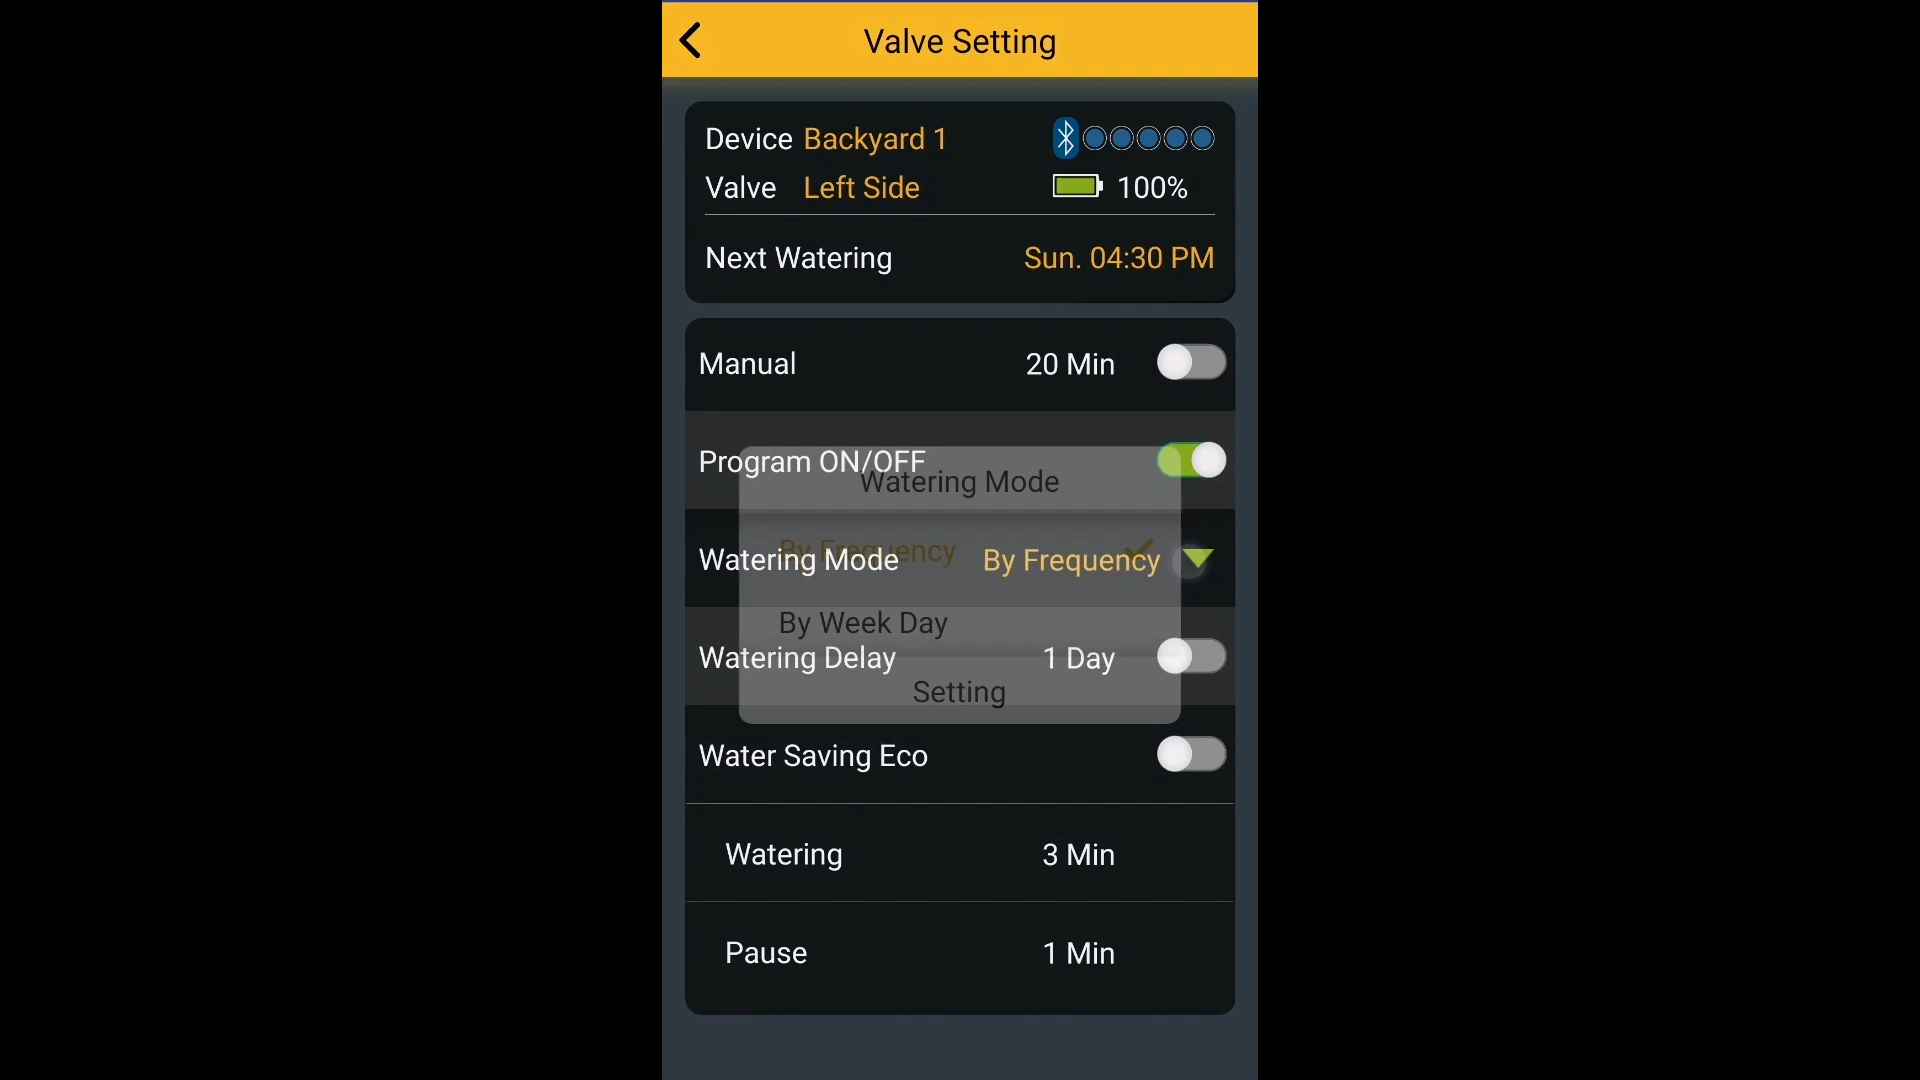 Valve Setting
Device Backyard 1
Valve Left Side 100%
Next Watering Sun. 04:30 PM
Manual 20 Min
Program ON/OFF
Watering Mode
By Frequency
Watering Mode By Frequency
By Week Day
Watering Delay 1 Day
Setting
Water Saving Eco
Watering 3 Min
Pause 1 Min